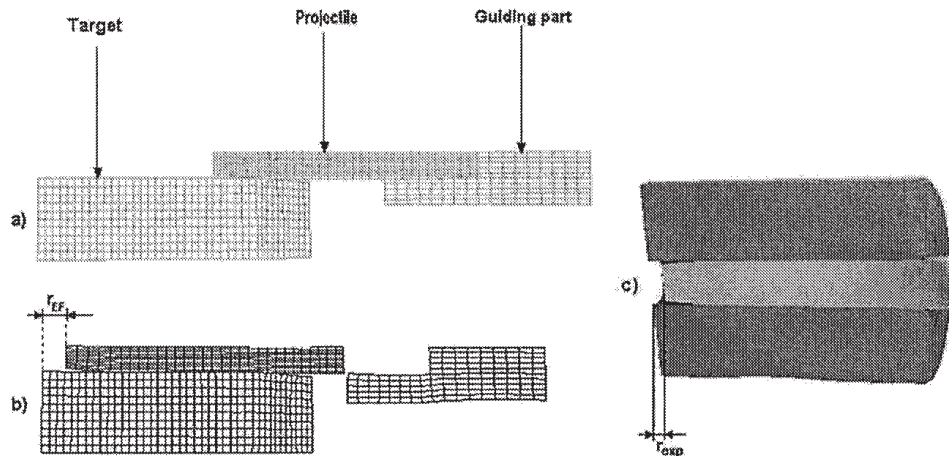 Target
Projectile
Guiding part
a)
r_EF
b)
c)
r_exp